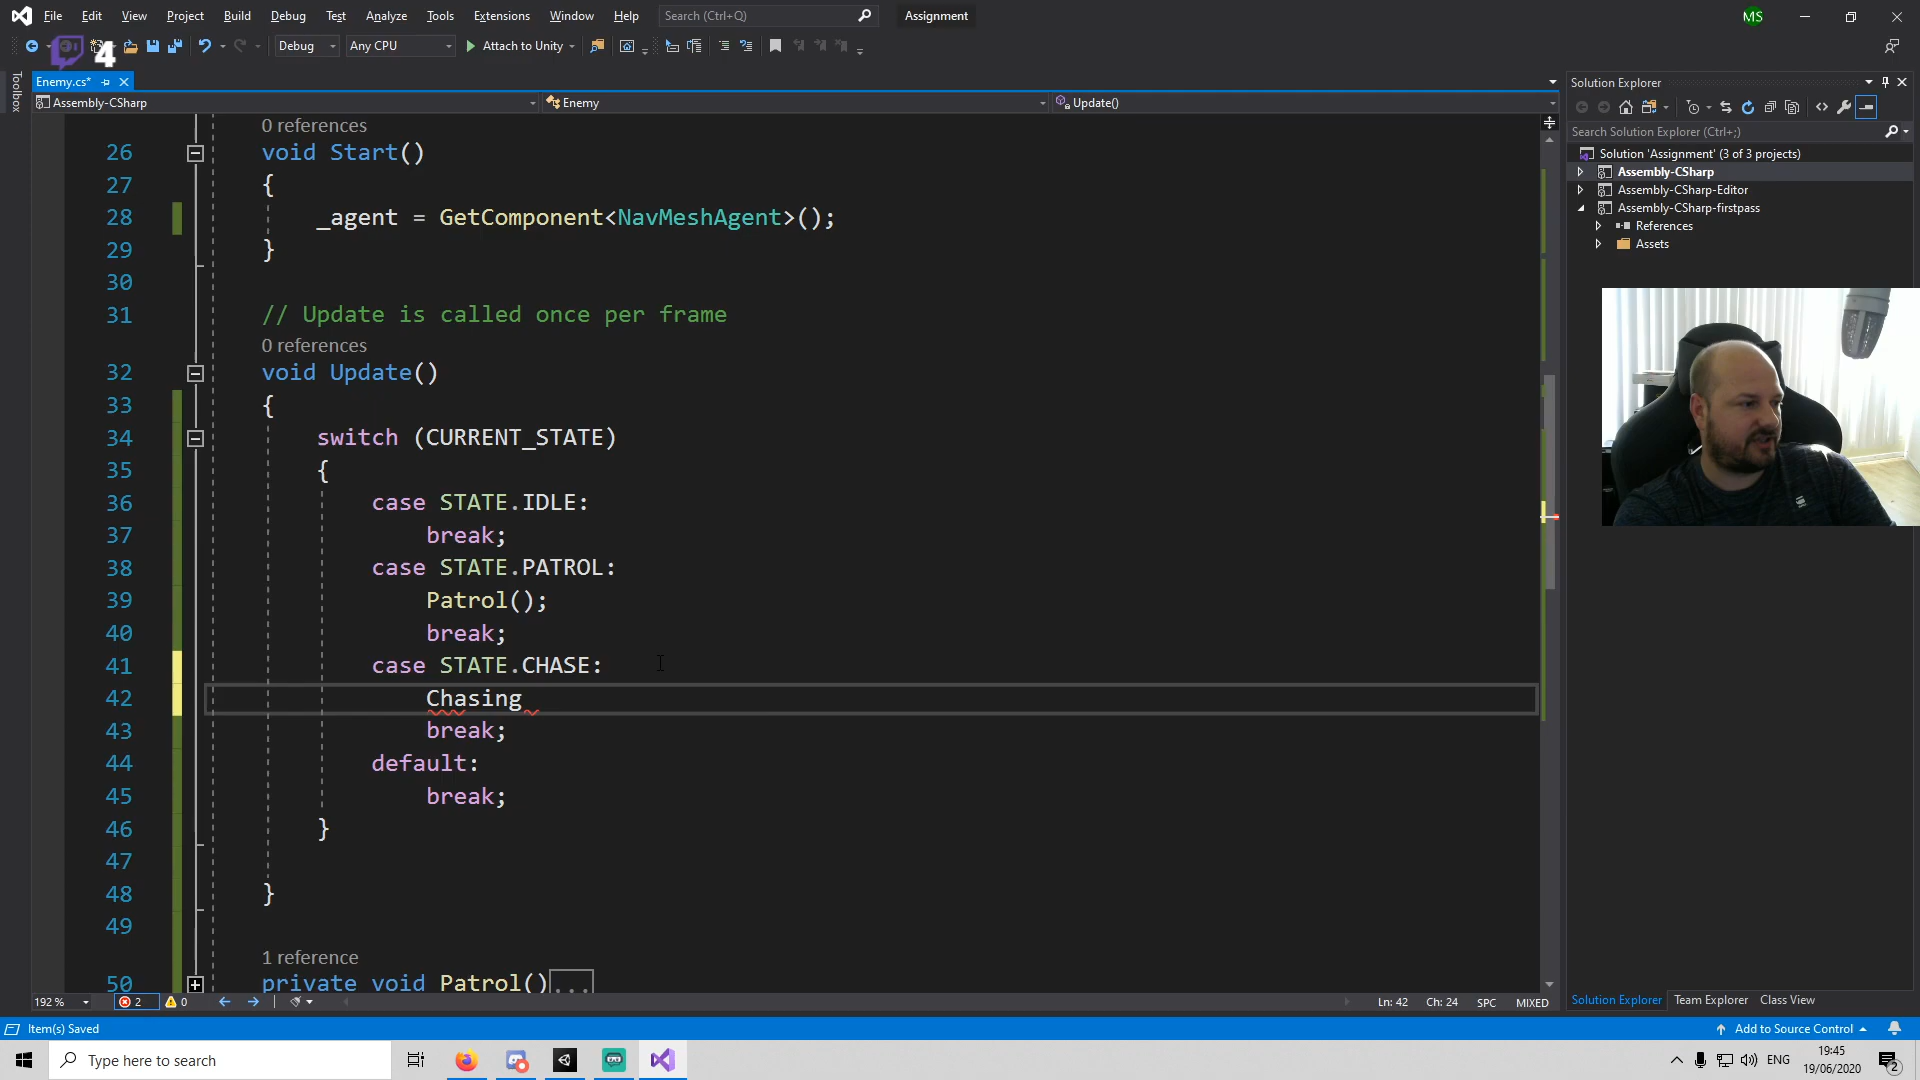 File Edit View Project Build Debug Test Analyze Tools Extensions Window Help Search (Ctrl+Q) Assignment MS
4 Debug Any CPU Attach to Unity
Toolbox
Enemy.cs*
Assembly-CSharp Enemy Update()
0 references
26 void Start()
27 {
28 _agent = GetComponent<NavMeshAgent>();
29 }
30
31 // Update is called once per frame
0 references
32 void Update()
33 {
34 switch (CURRENT_STATE)
35 {
36 case STATE.IDLE:
37 break;
38 case STATE.PATROL:
39 Patrol();
40 break;
41 case STATE.CHASE:
42 Chasing
43 break;
44 default:
45 break;
46 }
47
48 }
49
1 reference
50 private void Patrol()...
192 % 2 0 Ln: 42 Ch: 24 SPC MIXED
Solution Explorer
Search Solution Explorer (Ctrl+;)
Solution 'Assignment' (3 of 3 projects)
Assembly-CSharp
Assembly-CSharp-Editor
Assembly-CSharp-firstpass
References
Assets
Solution Explorer Team Explorer Class View
Item(s) Saved Add to Source Control
Type here to search ENG 19:45
19/06/2020 2